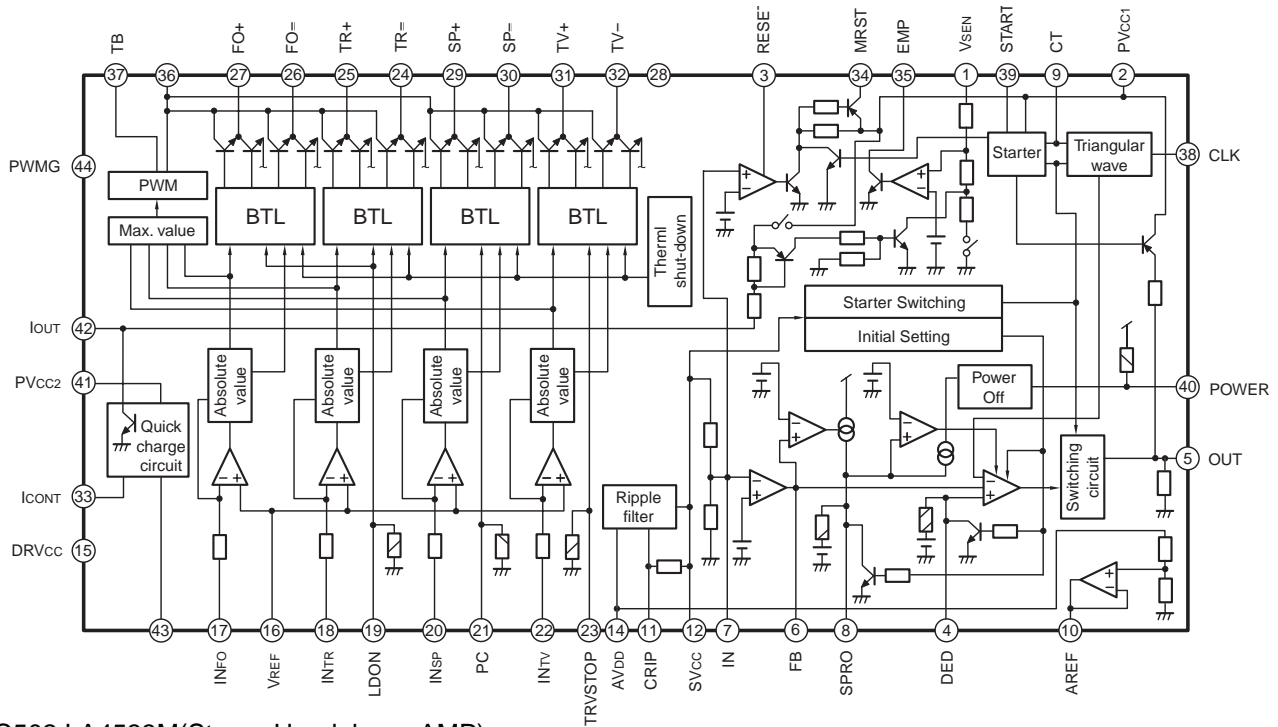 TB FO+ FO= TR+ TR= SP+ SP= TV+ TV− RESE MRST EMP VSEN START CT PVCC1
37 36 27 26 25 24 29 30 31 32 28 3 34 35 1 39 9 2
PWMG 44
38 CLK
Starter
Triangular
wave
PWM
Max. value
BTL BTL BTL BTL
Therml
shut-down
Starter Switching
Initial Setting
IOUT 42
PVCC2 41
Absolute
value
Absolute
value
Absolute
value
Absolute
value
Power
Off
40 POWER
Quick
charge
circuit
5 OUT
Switching
circuit
ICONT 33
Ripple
filter
DRVCC 15
43 17 16 18 19 20 21 22 23 14 11 12 7 6 8 4 10
INFO VREF INTR LDON INSP PC INTV TRVSTOP AVDD CRIP SVCC IN FB SPRO DED AREF